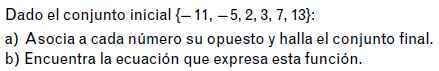 Dado el conjunto inicial {– 11, – 5, 2, 3, 7, 13}:
a) Asocia a cada número su opuesto y halla el conjunto final.
b) Encuentra la ecuación que expresa esta función.